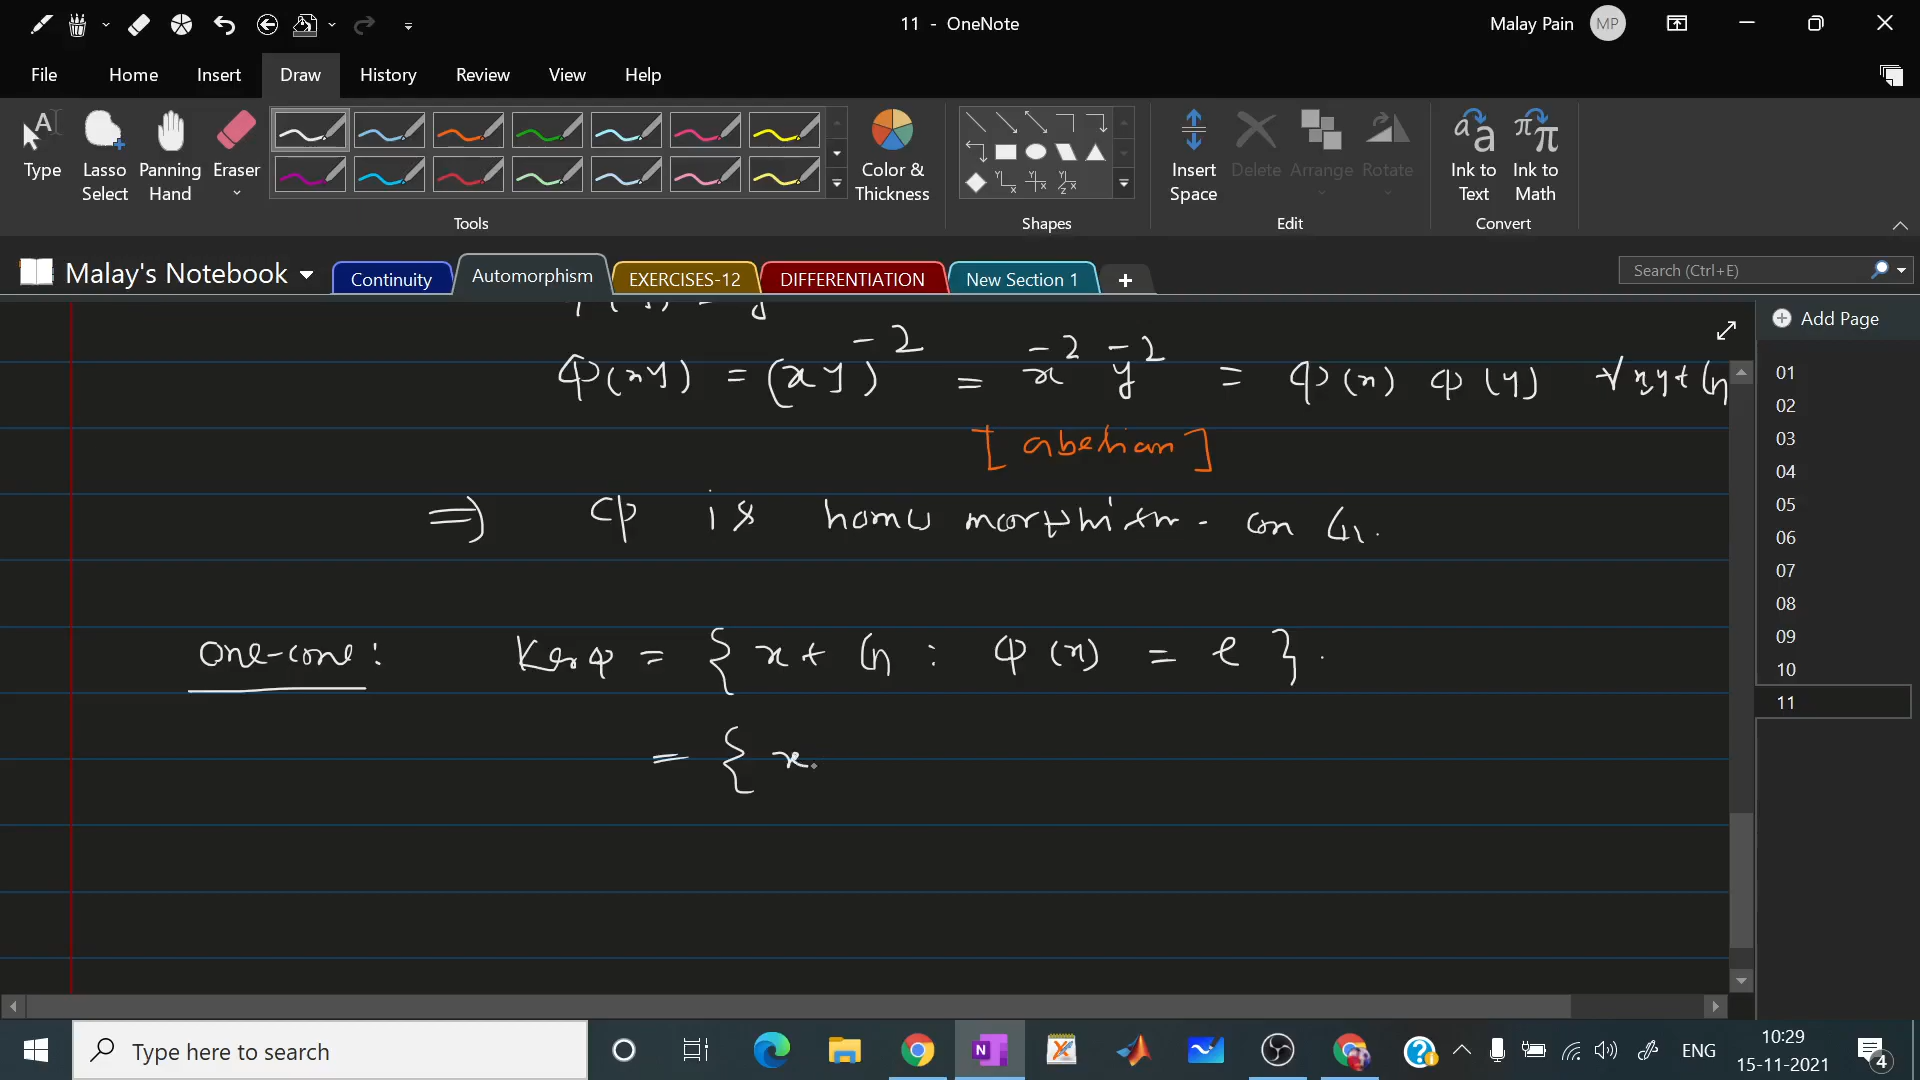 11 - OneNote
Malay Pain MP
File Home Insert Draw History Review View Help
Type
Lasso Select
Panning Hand
Eraser
Color & Thickness
Insert Space
Delete Arrange Rotate
Ink to Text
Ink to Math
Tools Shapes Edit Convert
Malay's Notebook Continuity Automorphism EXERCISES-12 DIFFERENTIATION New Section 1 + Search (Ctrl+E)
Add Page
01
02
03
04
05
06
07
08
09
10
11
φ(xy) = (xy)⁻² = x⁻² y⁻² = φ(x) φ(y) ∀ x,y ∈ G
[abelian]
⇒ φ is homomorphism on G.
one-one: Ker φ = { x ∈ G : φ(x) = e }.
= { x
Type here to search
ENG
10:29
15-11-2021
4